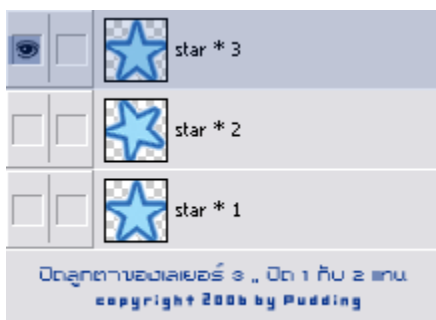 star * 3
star * 2
star * 1
ปิดลูกตาของเลเยอร์ 3 ,, ปิด 1 กับ 2 แทน
copyright 2006 by Pudding